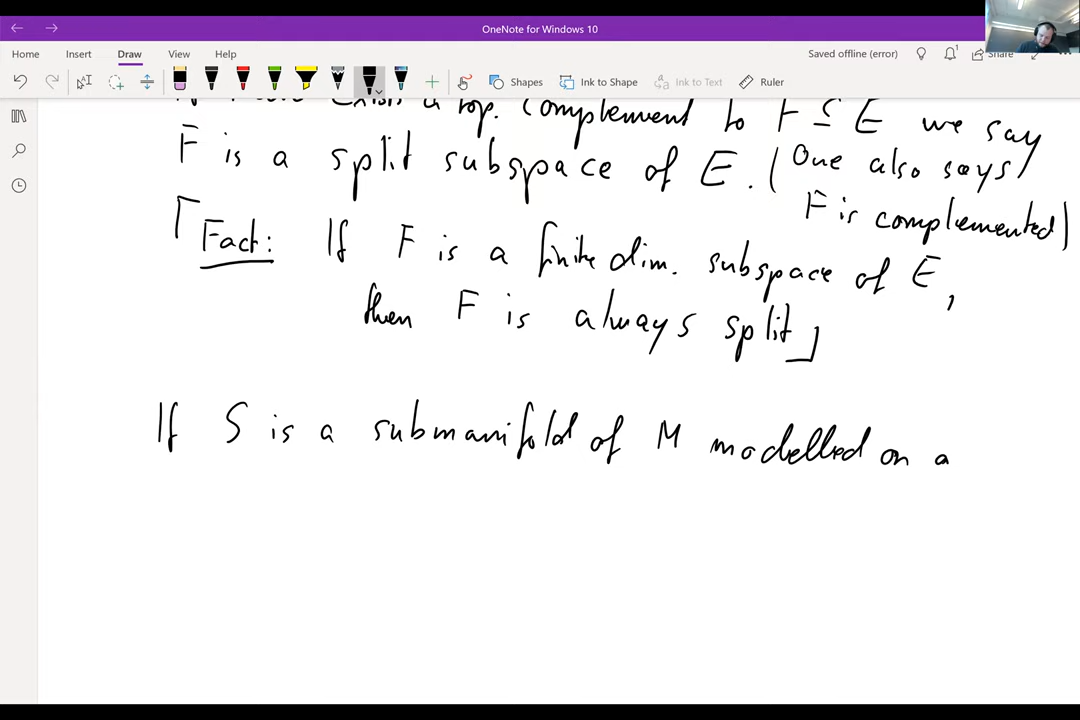 OneNote for Windows 10
Home Insert Draw View Help Saved offline (error) Share
Shapes Ink to Shape Ink to Text Ruler
a top. complement to F ⊆ E we say
F is a split subspace of E. (One also says
F is complemented)
Fact: If F is a finite dim. subspace of E,
then F is always split
If S is a submanifold of M modelled on a